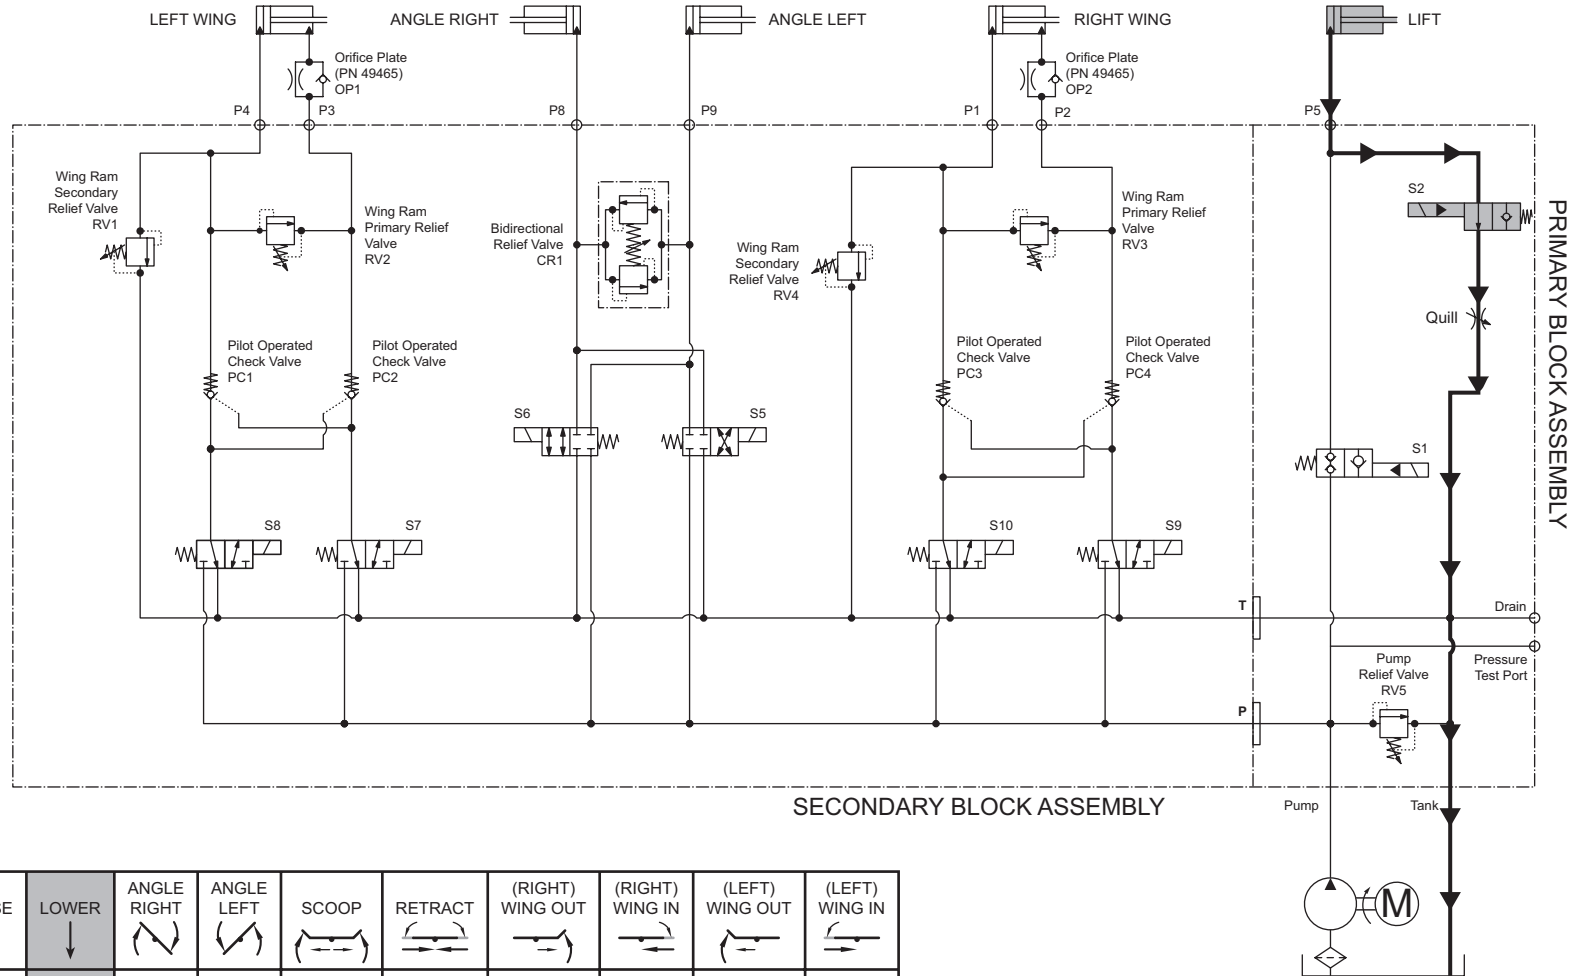 LEFT WING
ANGLE RIGHT
ANGLE LEFT
RIGHT WING
LIFT
Orifice Plate
(PN 49465)
OP1
Orifice Plate
(PN 49465)
OP2
P4
P3
P8
P9
P1
P2
P5
Wing Ram
Secondary
Relief Valve
RV1
Wing Ram
Primary Relief
Valve
RV2
Bidirectional
Relief Valve
CR1
Wing Ram
Secondary
Relief Valve
RV4
Wing Ram
Primary Relief
Valve
RV3
S2
Quill
PRIMARY BLOCK ASSEMBLY
Pilot Operated
Check Valve
PC1
Pilot Operated
Check Valve
PC2
Pilot Operated
Check Valve
PC3
Pilot Operated
Check Valve
PC4
S6
S5
S1
S8
S7
S10
S9
T
Drain
Pressure
Test Port
Pump
Relief Valve
RV5
P
SECONDARY BLOCK ASSEMBLY
Pump
Tank
M
LOWER
ANGLE
RIGHT
ANGLE
LEFT
SCOOP
RETRACT
(RIGHT)
WING OUT
(RIGHT)
WING IN
(LEFT)
WING OUT
(LEFT)
WING IN